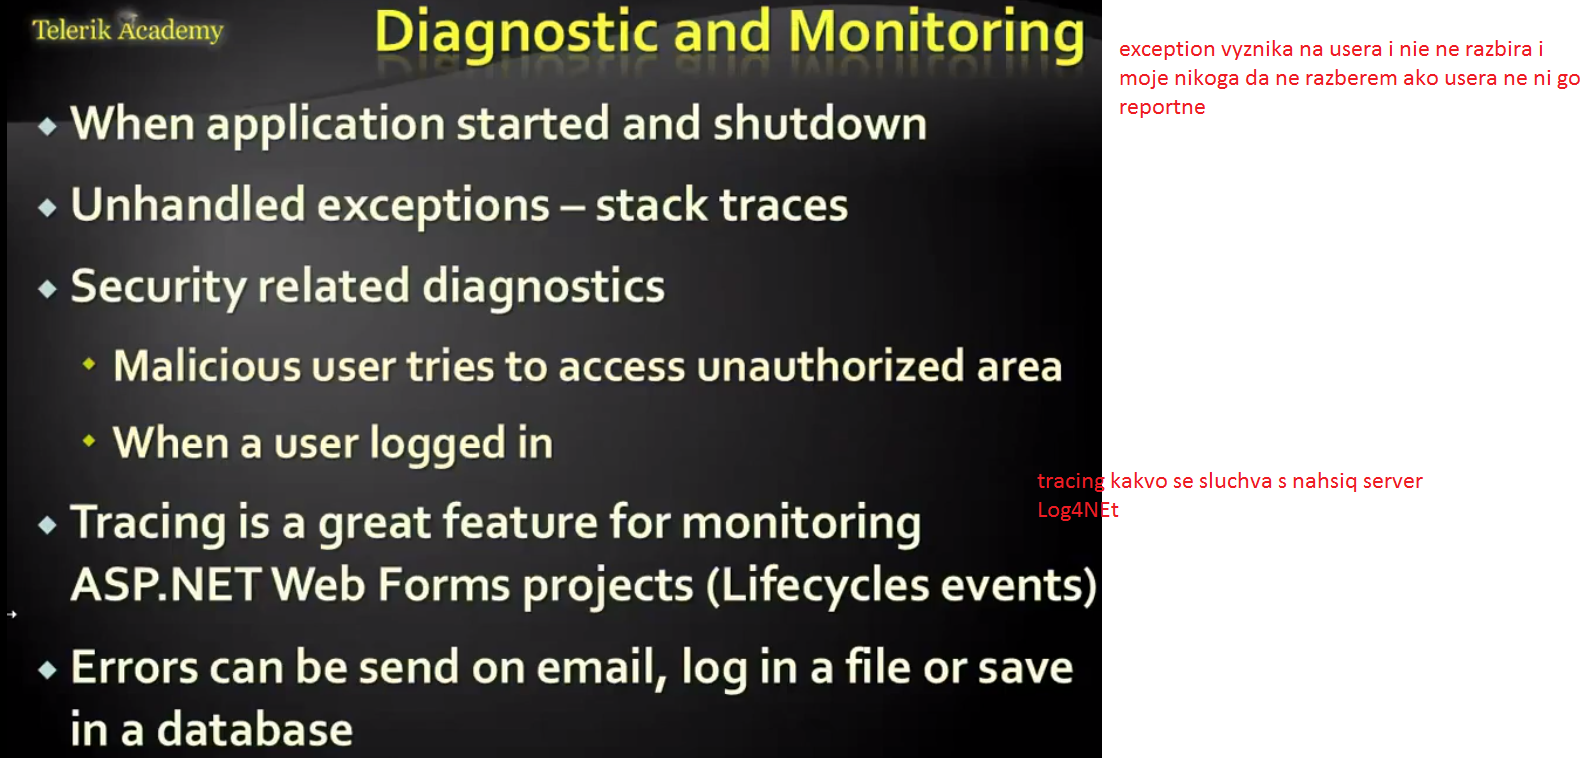 Telerik Academy
Diagnostic and Monitoring
When application started and shutdown
Unhandled exceptions – stack traces
Security related diagnostics
Malicious user tries to access unauthorized area
When a user logged in
Tracing is a great feature for monitoring
ASP.NET Web Forms projects (Lifecycles events)
Errors can be send on email, log in a file or save
in a database
exception vyznika na usera i nie ne razbira i
moje nikoga da ne razberem ako usera ne ni go
reportne
tracing kakvo se sluchva s nahsiq server
Log4NEt